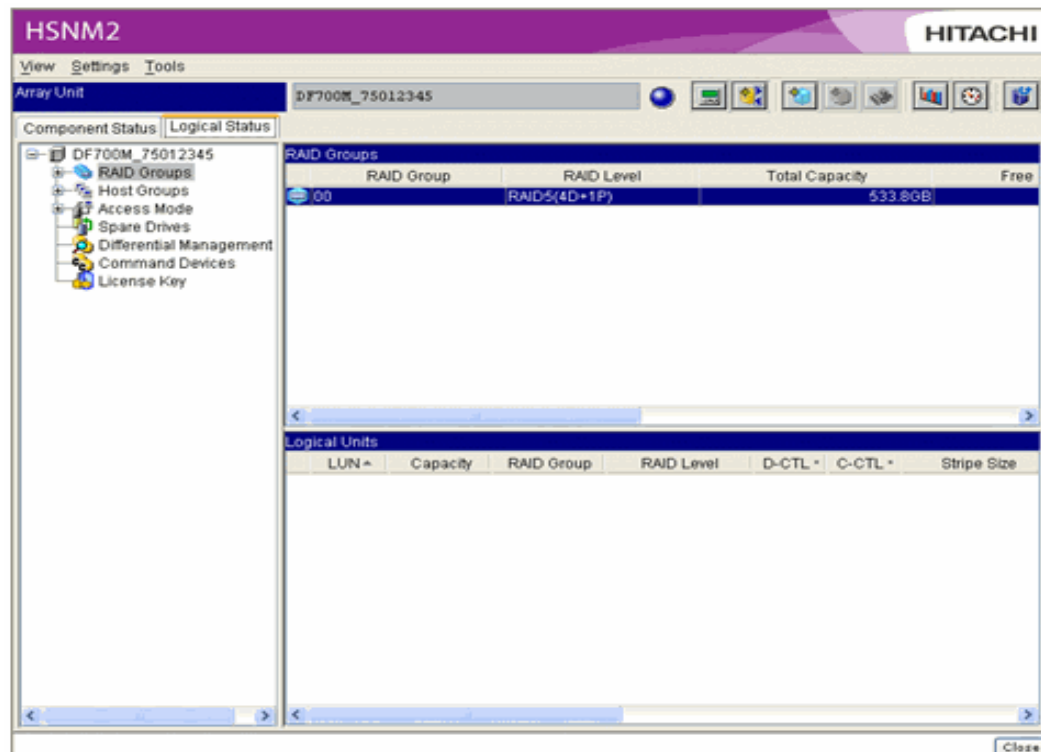 HSNM2
HITACHI
View Settings Tools
Array Unit
DF700M_75012345
Component Status Logical Status
DF700M_75012345
RAID Groups
Host Groups
Access Mode
Spare Drives
Differential Management
Command Devices
License Key
RAID Groups
RAID Group RAID Level Total Capacity Free
00 RAID5(4D+1P) 533.8GB
Logical Units
LUN Capacity RAID Group RAID Level D-CTL * C-CTL * Stripe Size
Close